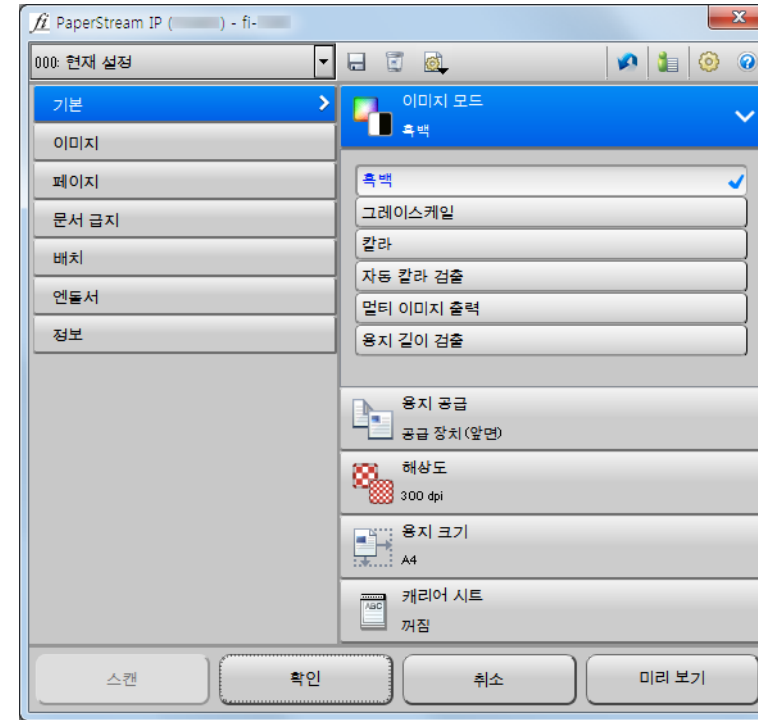 fi PaperStream IP ( ) - fi-
000: 현재 설정
기본
이미지
페이지
문서 급지
배치
엔돌서
정보
이미지 모드
흑백
흑백
그레이스케일
칼라
자동 칼라 검출
멀티 이미지 출력
용지 길이 검출
용지 공급
공급 장치(앞면)
해상도
300 dpi
용지 크기
A4
ABC
캐리어 시트
꺼짐
스캔
확인
취소
미리 보기